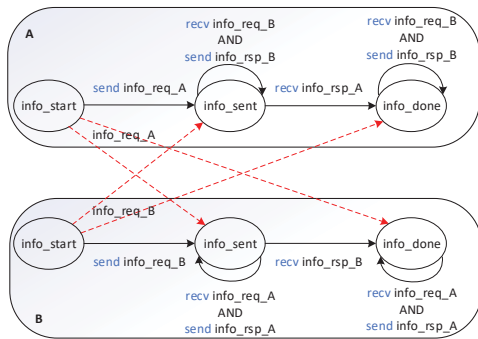 A
recv info_req_B
AND
send info_rsp_B
recv info_req_B
AND
send info_rsp_B
send info_req_A
recv info_rsp_A
info_start
info_sent
info_done
info_req_A
info_req_B
info_start
info_sent
info_done
send info_req_B
recv info_rsp_B
recv info_req_A
AND
send info_rsp_A
recv info_req_A
AND
send info_rsp_A
B